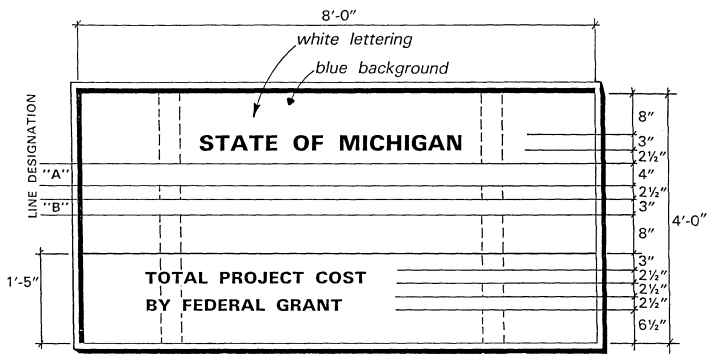 8'-0"
white lettering
blue background
LINE DESIGNATION
STATE OF MICHIGAN
"A"
"B"
8"
3"
2½"
4"
2½"
3"
8"
4'-0"
1'-5"
TOTAL PROJECT COST
BY FEDERAL GRANT
3"
2½"
2½"
2½"
6½"